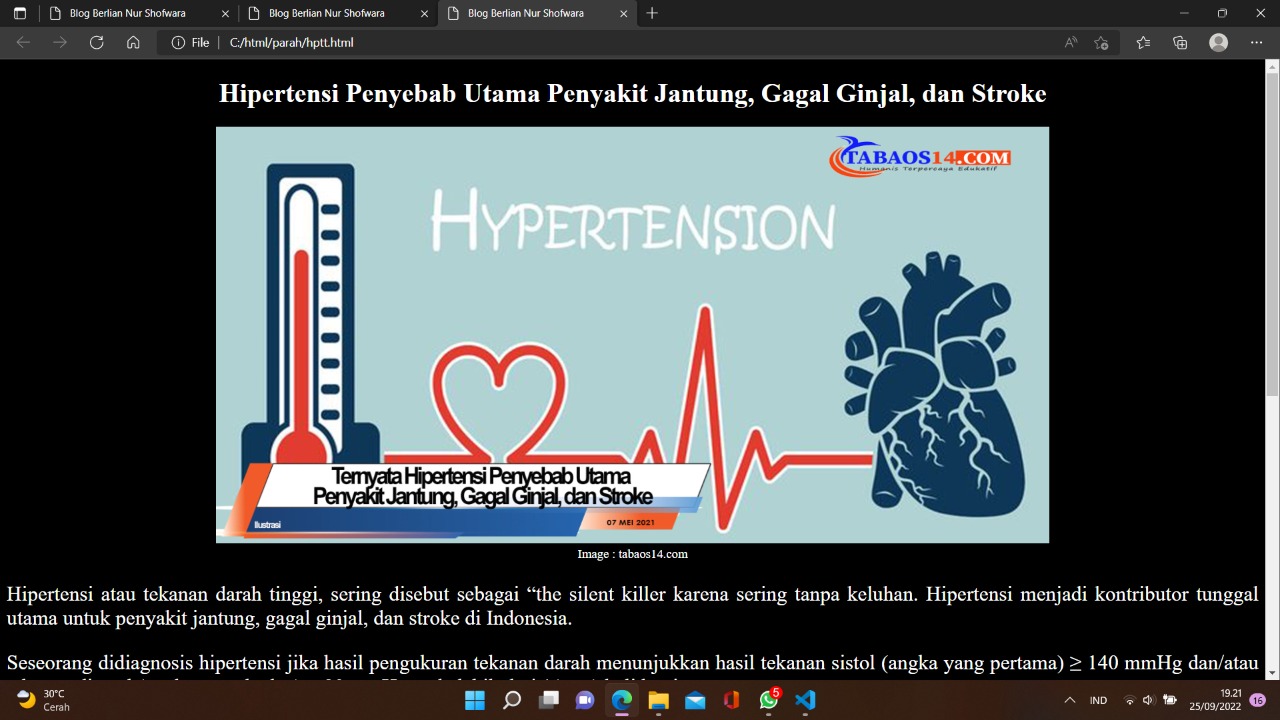 Blog Berlian Nur Shofwara
Blog Berlian Nur Shofwara
Blog Berlian Nur Shofwara
File
C:/html/parah/hptt.html
Hipertensi Penyebab Utama Penyakit Jantung, Gagal Ginjal, dan Stroke
TABAOS14.COM
Humanis Terpercaya Edukatif
HYPERTENSION
Ternyata Hipertensi Penyebab Utama
Penyakit Jantung, Gagal Ginjal, dan Stroke
Ilustrasi
07 MEI 2021
Image : tabaos14.com
Hipertensi atau tekanan darah tinggi, sering disebut sebagai “the silent killer karena sering tanpa keluhan. Hipertensi menjadi kontributor tunggal
utama untuk penyakit jantung, gagal ginjal, dan stroke di Indonesia.
Seseorang didiagnosis hipertensi jika hasil pengukuran tekanan darah menunjukkan hasil tekanan sistol (angka yang pertama) ≥ 140 mmHg dan/atau
30°C
Cerah
5
IND
19.21
25/09/2022
16